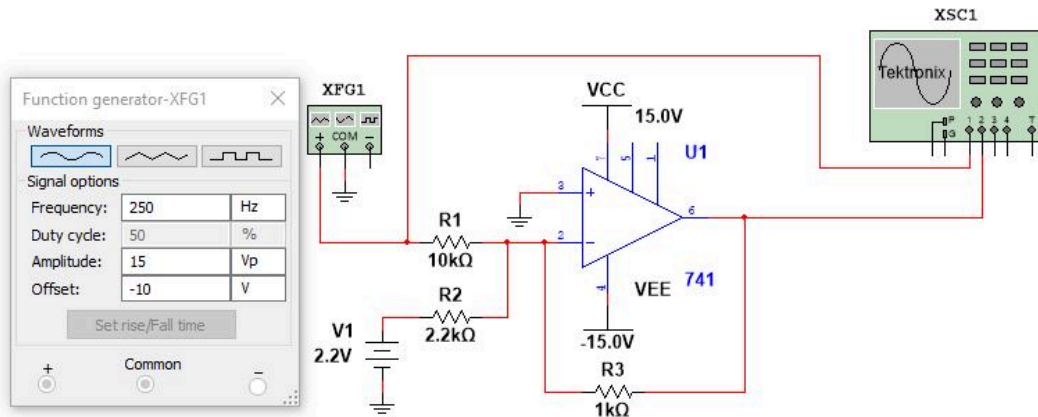 Function generator-XFG1
Waveforms
Signal options
Frequency: 250 Hz
Duty cycle: 50 %
Amplitude: 15 Vp
Offset: -10 V
Set rise/Fall time
+ Common −
XFG1
+ COM −
XSC1
Tektronix
P
G
1 2 3 4 T
VCC
15.0V
U1
7 5 1
3
+
6
2
−
4
741
VEE
-15.0V
R1
10kΩ
R2
2.2kΩ
V1
2.2V
R3
1kΩ